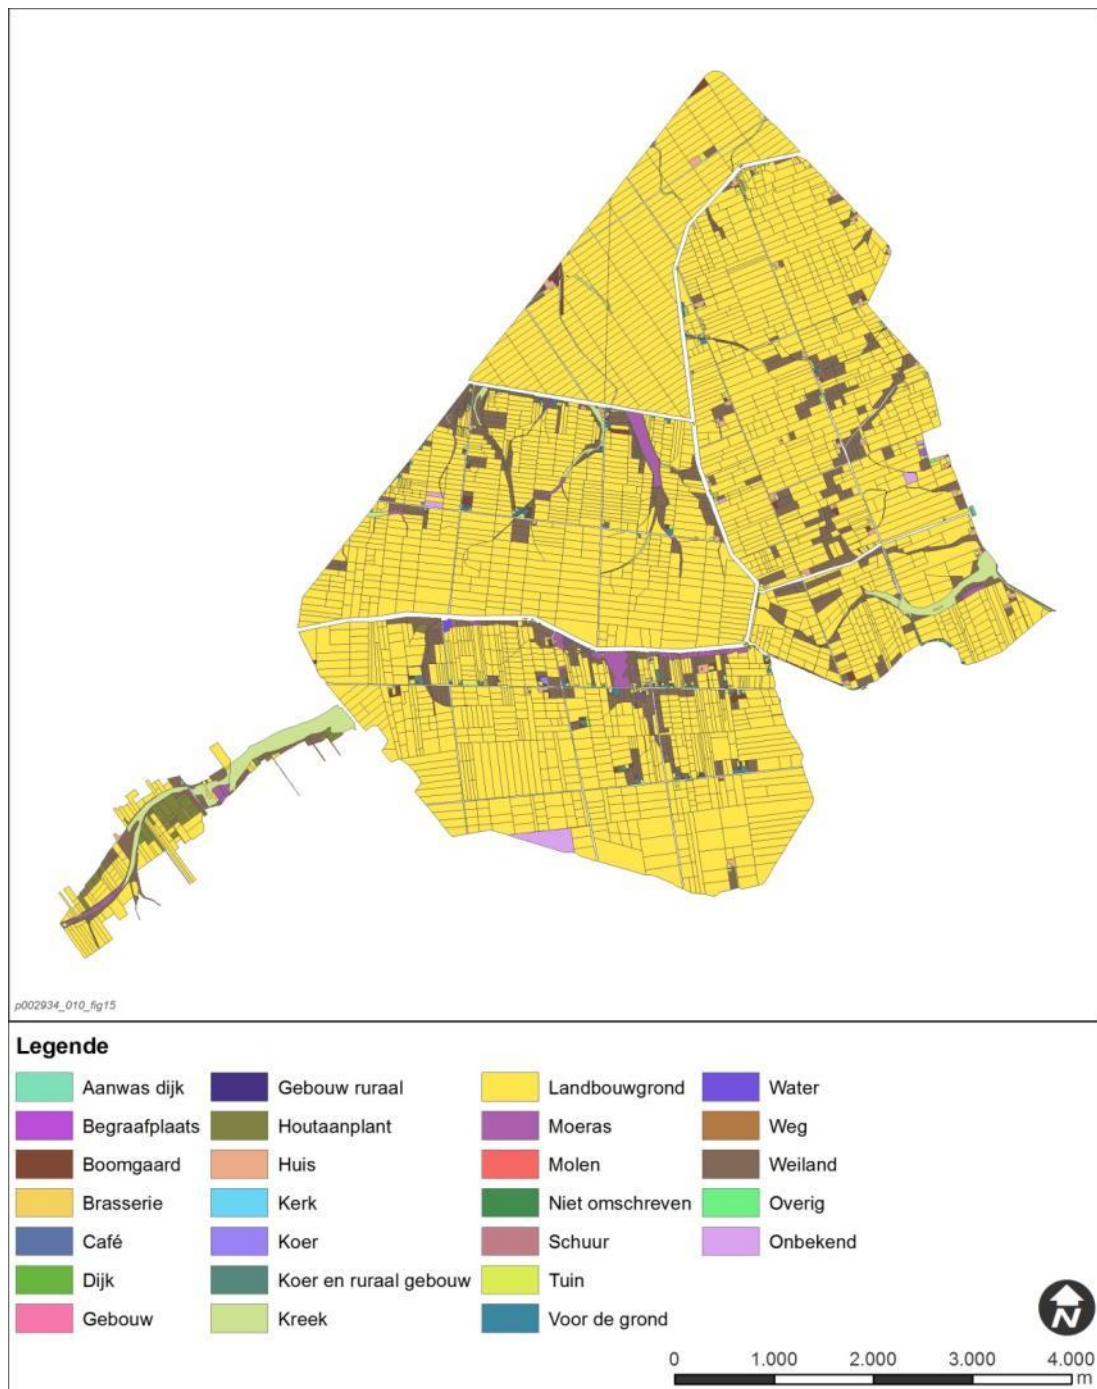 p002934_010_fig15
Legende
Aanwas dijk
Begraafplaats
Boomgaard
Brasserie
Café
Dijk
Gebouw
Gebouw ruraal
Houtaanplant
Huis
Kerk
Koer
Koer en ruraal gebouw
Kreek
Landbouwgrond
Moeras
Molen
Niet omschreven
Schuur
Tuin
Voor de grond
Water
Weg
Weiland
Overig
Onbekend
N
0 1.000 2.000 3.000 4.000
m